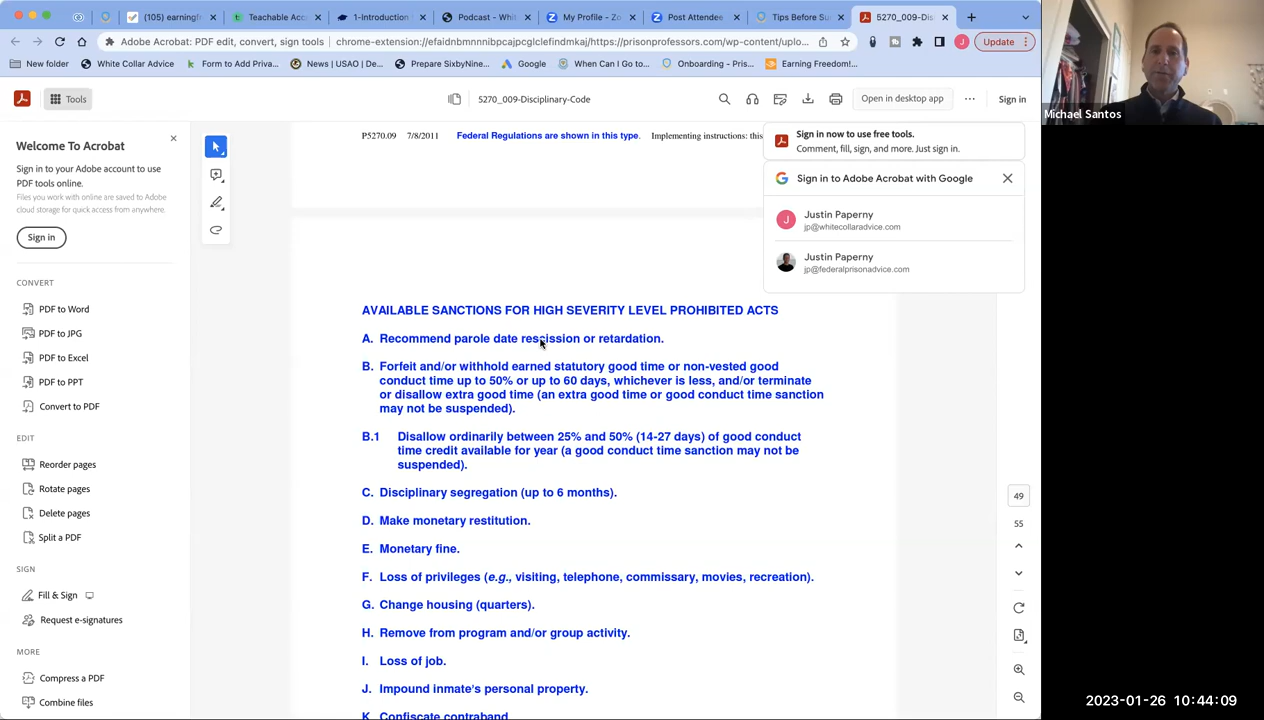 (105) earningfr
Teachable Acc
1-Introduction
Podcast - Whit
My Profile - Zo
Post Attendee
Tips Before Su
5270_009-Dis
Adobe Acrobat: PDF edit, convert, sign tools
chrome-extension://efaidnbmnnnibpcajpcglclefindmkaj/https://prisonprofessors.com/wp-content/uplo...
J
Update
New folder
White Collar Advice
Form to Add Priva...
News | USAO | De...
Prepare SixbyNine...
Google
When Can I Go to...
Onboarding - Pris...
Earning Freedom!...
Michael Santos
Tools
5270_009-Disciplinary-Code
Open in desktop app
Sign in
Welcome To Acrobat
Sign in to your Adobe account to use
PDF tools online.
Files you work with online are saved to Adobe
cloud storage for quick access from anywhere.
Sign in
CONVERT
PDF to Word
PDF to JPG
PDF to Excel
PDF to PPT
Convert to PDF
EDIT
Reorder pages
Rotate pages
Delete pages
Split a PDF
SIGN
Fill & Sign
Request e-signatures
MORE
Compress a PDF
Combine files
P5270.09 7/8/2011 Federal Regulations are shown in this type. Implementing instructions: this
Sign in now to use free tools.
Comment, fill, sign, and more. Just sign in.
Sign in to Adobe Acrobat with Google
J
Justin Paperny
jp@whitecollaradvice.com
Justin Paperny
jp@federalprisonadvice.com
AVAILABLE SANCTIONS FOR HIGH SEVERITY LEVEL PROHIBITED ACTS
A. Recommend parole date rescission or retardation.
B. Forfeit and/or withhold earned statutory good time or non-vested good
conduct time up to 50% or up to 60 days, whichever is less, and/or terminate
or disallow extra good time (an extra good time or good conduct time sanction
may not be suspended).
B.1 Disallow ordinarily between 25% and 50% (14-27 days) of good conduct
time credit available for year (a good conduct time sanction may not be
suspended).
C. Disciplinary segregation (up to 6 months).
D. Make monetary restitution.
E. Monetary fine.
F. Loss of privileges (e.g., visiting, telephone, commissary, movies, recreation).
G. Change housing (quarters).
H. Remove from program and/or group activity.
I. Loss of job.
J. Impound inmate's personal property.
K. Confiscate contraband
49
55
2023-01-26 10:44:09